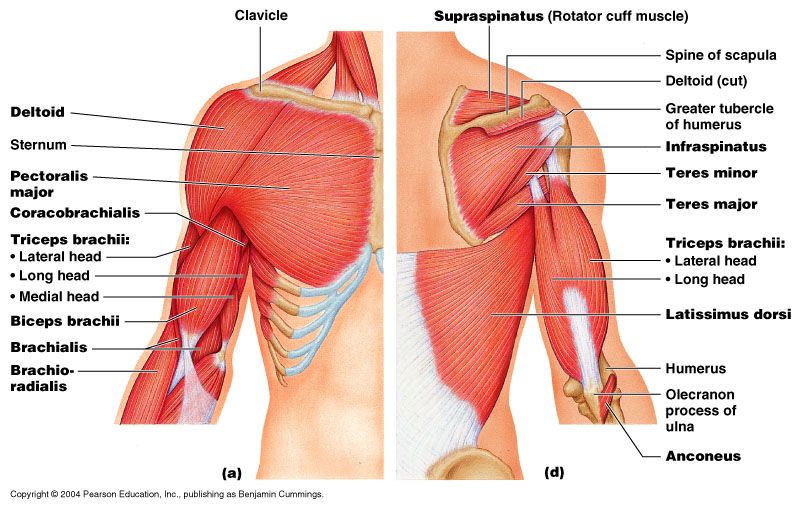 Clavicle
Deltoid
Sternum
Pectoralis
major
Coracobrachialis
Triceps brachii:
• Lateral head
• Long head
• Medial head
Biceps brachii
Brachialis
Brachio-
radialis
(a)
Supraspinatus (Rotator cuff muscle)
Spine of scapula
Deltoid (cut)
Greater tubercle
of humerus
Infraspinatus
Teres minor
Teres major
Triceps brachii:
• Lateral head
• Long head
Latissimus dorsi
Humerus
Olecranon
process of
ulna
Anconeus
(d)
Copyright © 2004 Pearson Education, Inc., publishing as Benjamin Cummings.